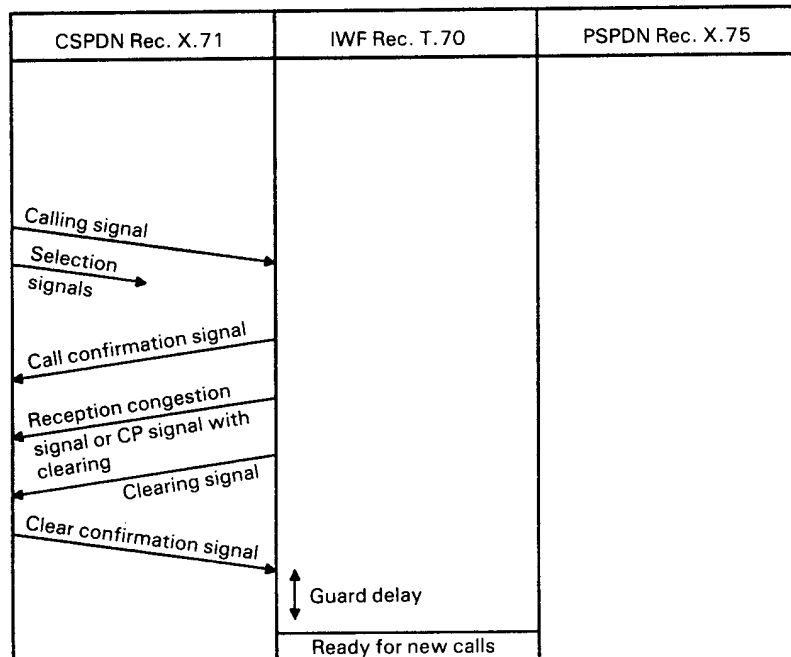 CSPDN Rec. X.71
IWF Rec. T.70
PSPDN Rec. X.75
Calling signal
Selection
signals
Call confirmation signal
Reception congestion
signal or CP signal with
clearing
Clearing signal
Clear confirmation signal
Guard delay
Ready for new calls